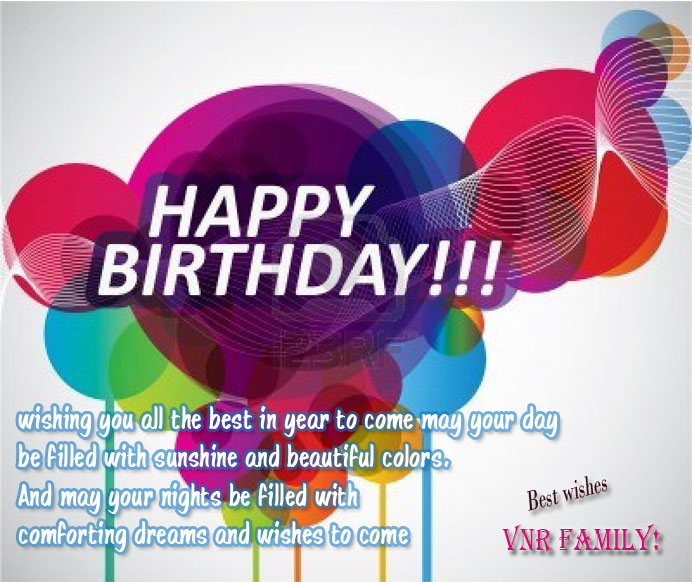 HAPPY
BIRTHDAY!!!
123RF
wishing you all the best in year to come may your day
be filled with sunshine and beautiful colors.
And may your nights be filled with
comforting dreams and wishes to come
Best wishes
VNR FAMILY!